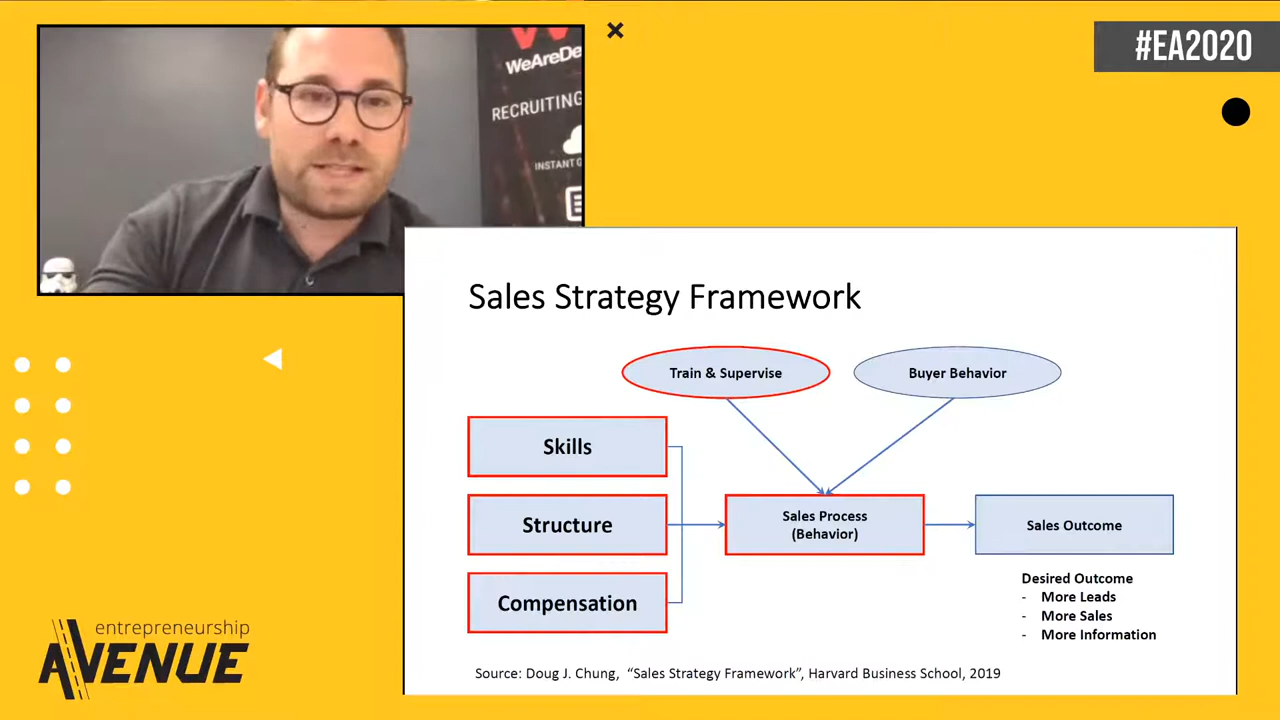 #EA2020
WeAreDe
RECRUITING
INSTANT
Sales Strategy Framework
Train & Supervise
Buyer Behavior
Skills
Structure
Compensation
Sales Process
(Behavior)
Sales Outcome
Desired Outcome
- More Leads
- More Sales
- More Information
Source: Doug J. Chung, “Sales Strategy Framework”, Harvard Business School, 2019
entrepreneurship
AVENUE